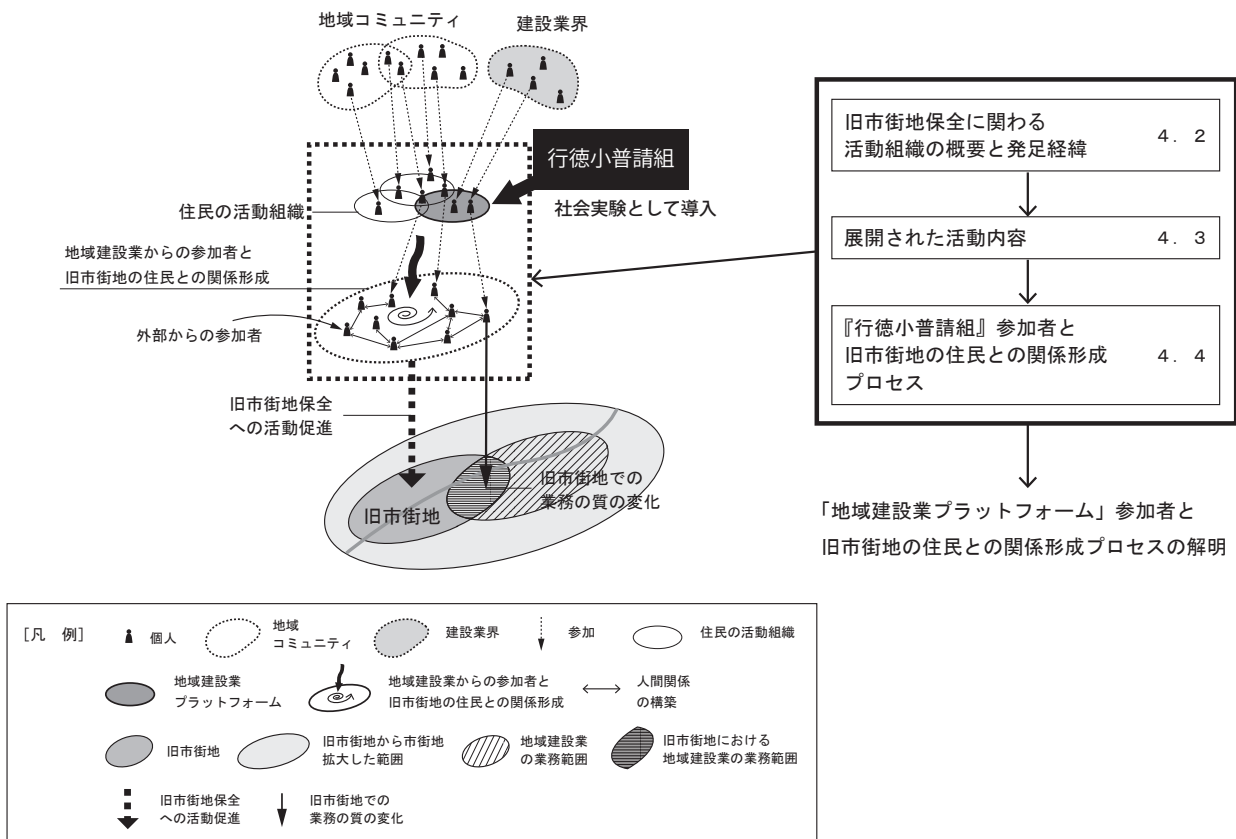 地域コミュニティ
建設業界
行徳小普請組
社会実験として導入
住民の活動組織
地域建設業からの参加者と
旧市街地の住民との関係形成
外部からの参加者
旧市街地保全
への活動促進
旧市街地での
業務の質の変化
旧市街地
旧市街地保全に関わる
活動組織の概要と発足経緯
4. 2
展開された活動内容
4. 3
『行徳小普請組』参加者と
旧市街地の住民との関係形成
プロセス
4. 4
「地域建設業プラットフォーム」参加者と
旧市街地の住民との関係形成プロセスの解明
[凡 例]
個人
地域
コミュニティ
建設業界
参加
住民の活動組織
地域建設業
プラットフォーム
地域建設業からの参加者と
旧市街地の住民との関係形成
人間関係
の構築
旧市街地
旧市街地から市街地
拡大した範囲
地域建設業
の業務範囲
旧市街地における
地域建設業の業務範囲
旧市街地保全
への活動促進
旧市街地での
業務の質の変化